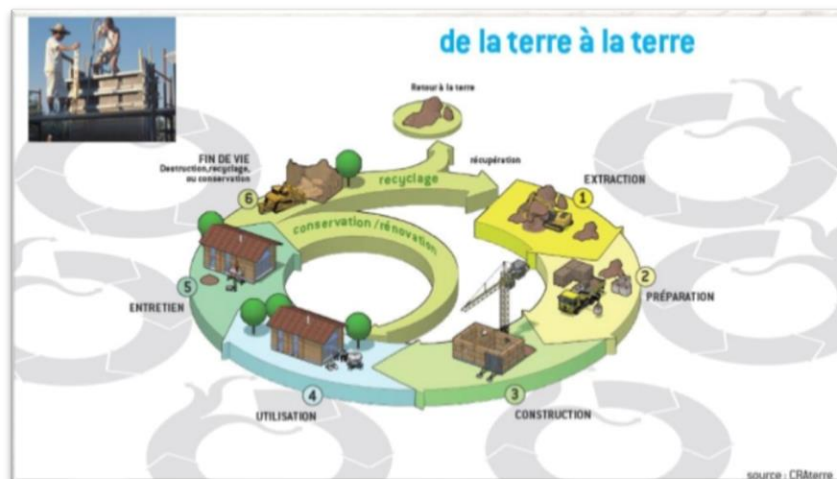 de la terre à la terre
Retour à la terre
récupération
FIN DE VIE
Destruction, recyclage,
ou conservation
6
recyclage
1
EXTRACTION
conservation / rénovation
2
PRÉPARATION
5
ENTRETIEN
4
UTILISATION
3
CONSTRUCTION
source : CRAterre